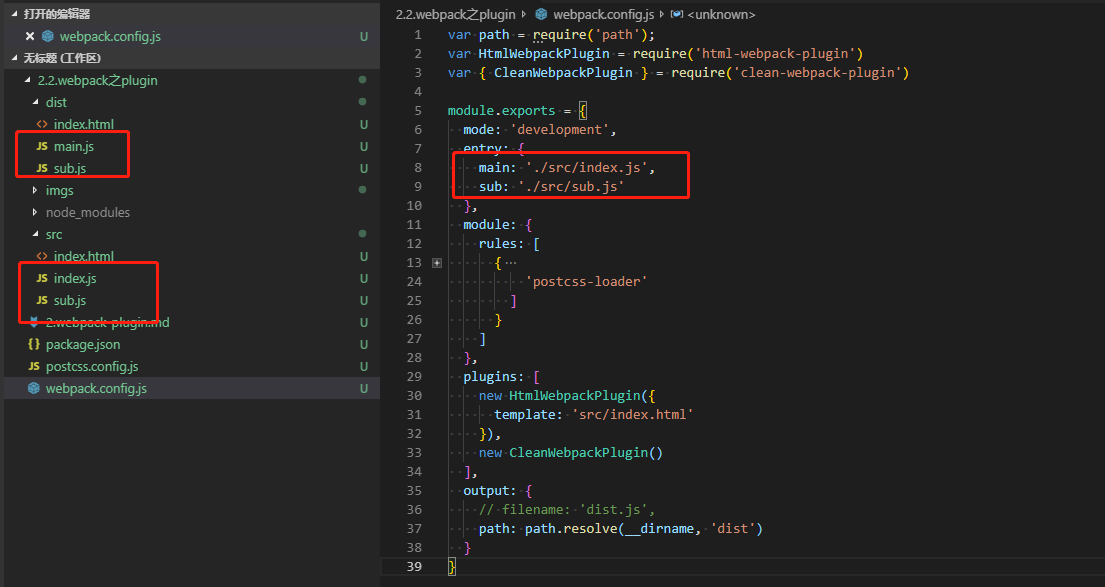 打开的编辑器
webpack.config.js U
无标题 (工作区)
2.2.webpack之plugin
dist
<> index.html U
JS main.js U
JS sub.js U
imgs
node_modules
src
<> index.html U
JS index.js U
JS sub.js U
2.webpack-plugin.md U
{} package.json U
JS postcss.config.js U
webpack.config.js U
2.2.webpack之plugin webpack.config.js <unknown>
1 var path = require('path');
2 var HtmlWebpackPlugin = require('html-webpack-plugin')
3 var { CleanWebpackPlugin } = require('clean-webpack-plugin')
4
5 module.exports = {
6 mode: 'development',
7 entry: {
8 main: './src/index.js',
9 sub: './src/sub.js'
10 },
11 module: {
12 rules: [
13 { ...
24 'postcss-loader'
25 ]
26 }
27 ]
28 },
29 plugins: [
30 new HtmlWebpackPlugin({
31 template: 'src/index.html'
32 }),
33 new CleanWebpackPlugin()
34 ],
35 output: {
36 // filename: 'dist.js',
37 path: path.resolve(__dirname, 'dist')
38 }
39 }